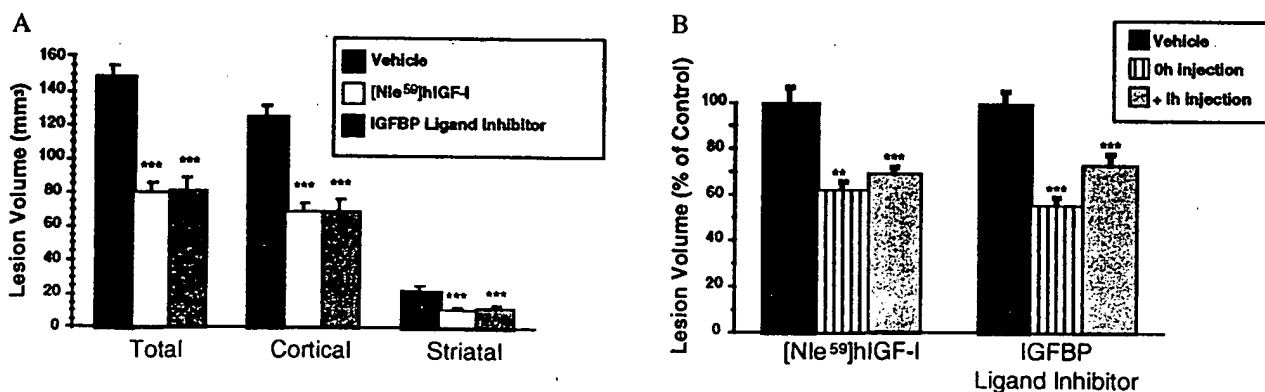 A
Lesion Volume (mm³)
160
140
120
100
80
60
40
20
0
Vehicle
[Nle⁵⁹]hIGF-I
IGFBP Ligand Inhibitor
*** ***
*** ***
*** ***
Total Cortical Striatal
B
Lesion Volume (% of Control)
100
80
60
40
20
0
Vehicle
0h injection
+ 1h injection
** ***
*** ***
[Nle⁵⁹]hIGF-I
IGFBP
Ligand Inhibitor